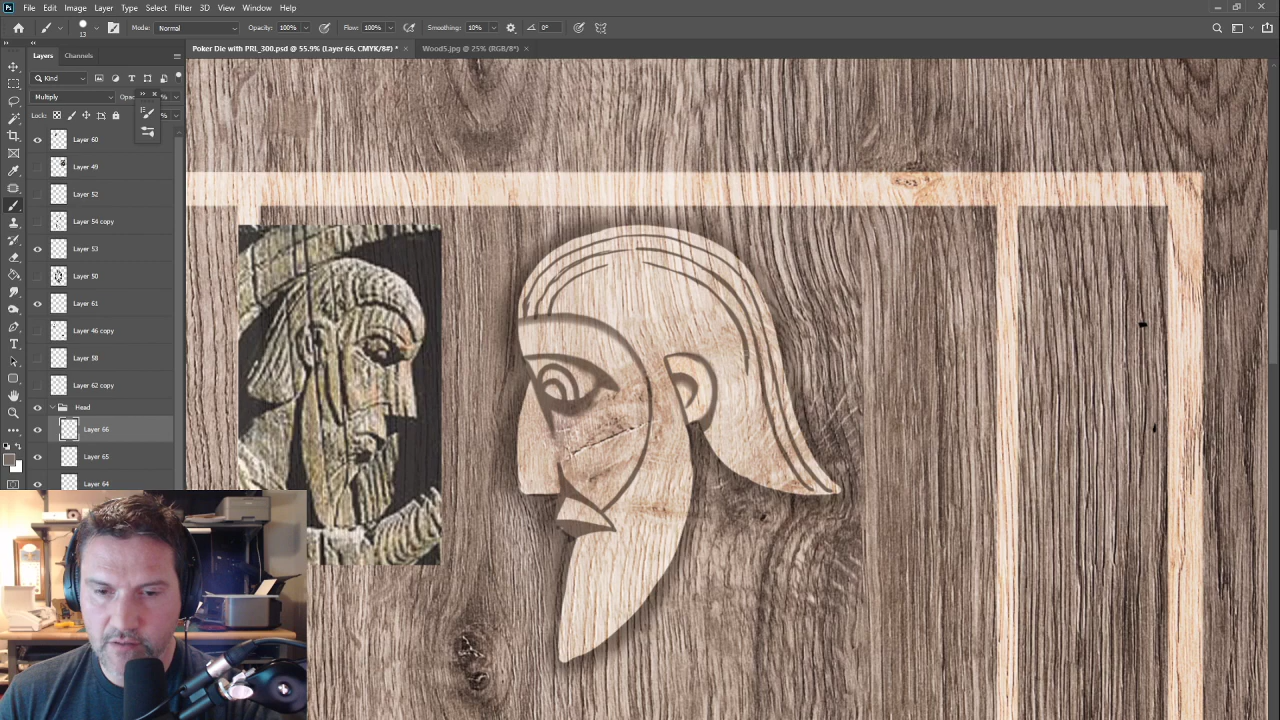 File Edit Image Layer Type Select Filter 3D View Window Help
13 Mode: Normal Opacity: 100% Flow: 100% Smoothing: 10% 0°
Poker Die with PRI_300.psd @ 55.9% (Layer 66, CMYK/8#) * × Wood5.jpg @ 25% (RGB/8*) ×
Layers Channels
Kind
Multiply Opac %
Lock: %
Layer 60
Layer 49
Layer 52
Layer 54 copy
Layer 53
Layer 50
Layer 61
Layer 46 copy
Layer 58
Layer 62 copy
Head
Layer 66
Layer 65
Layer 64